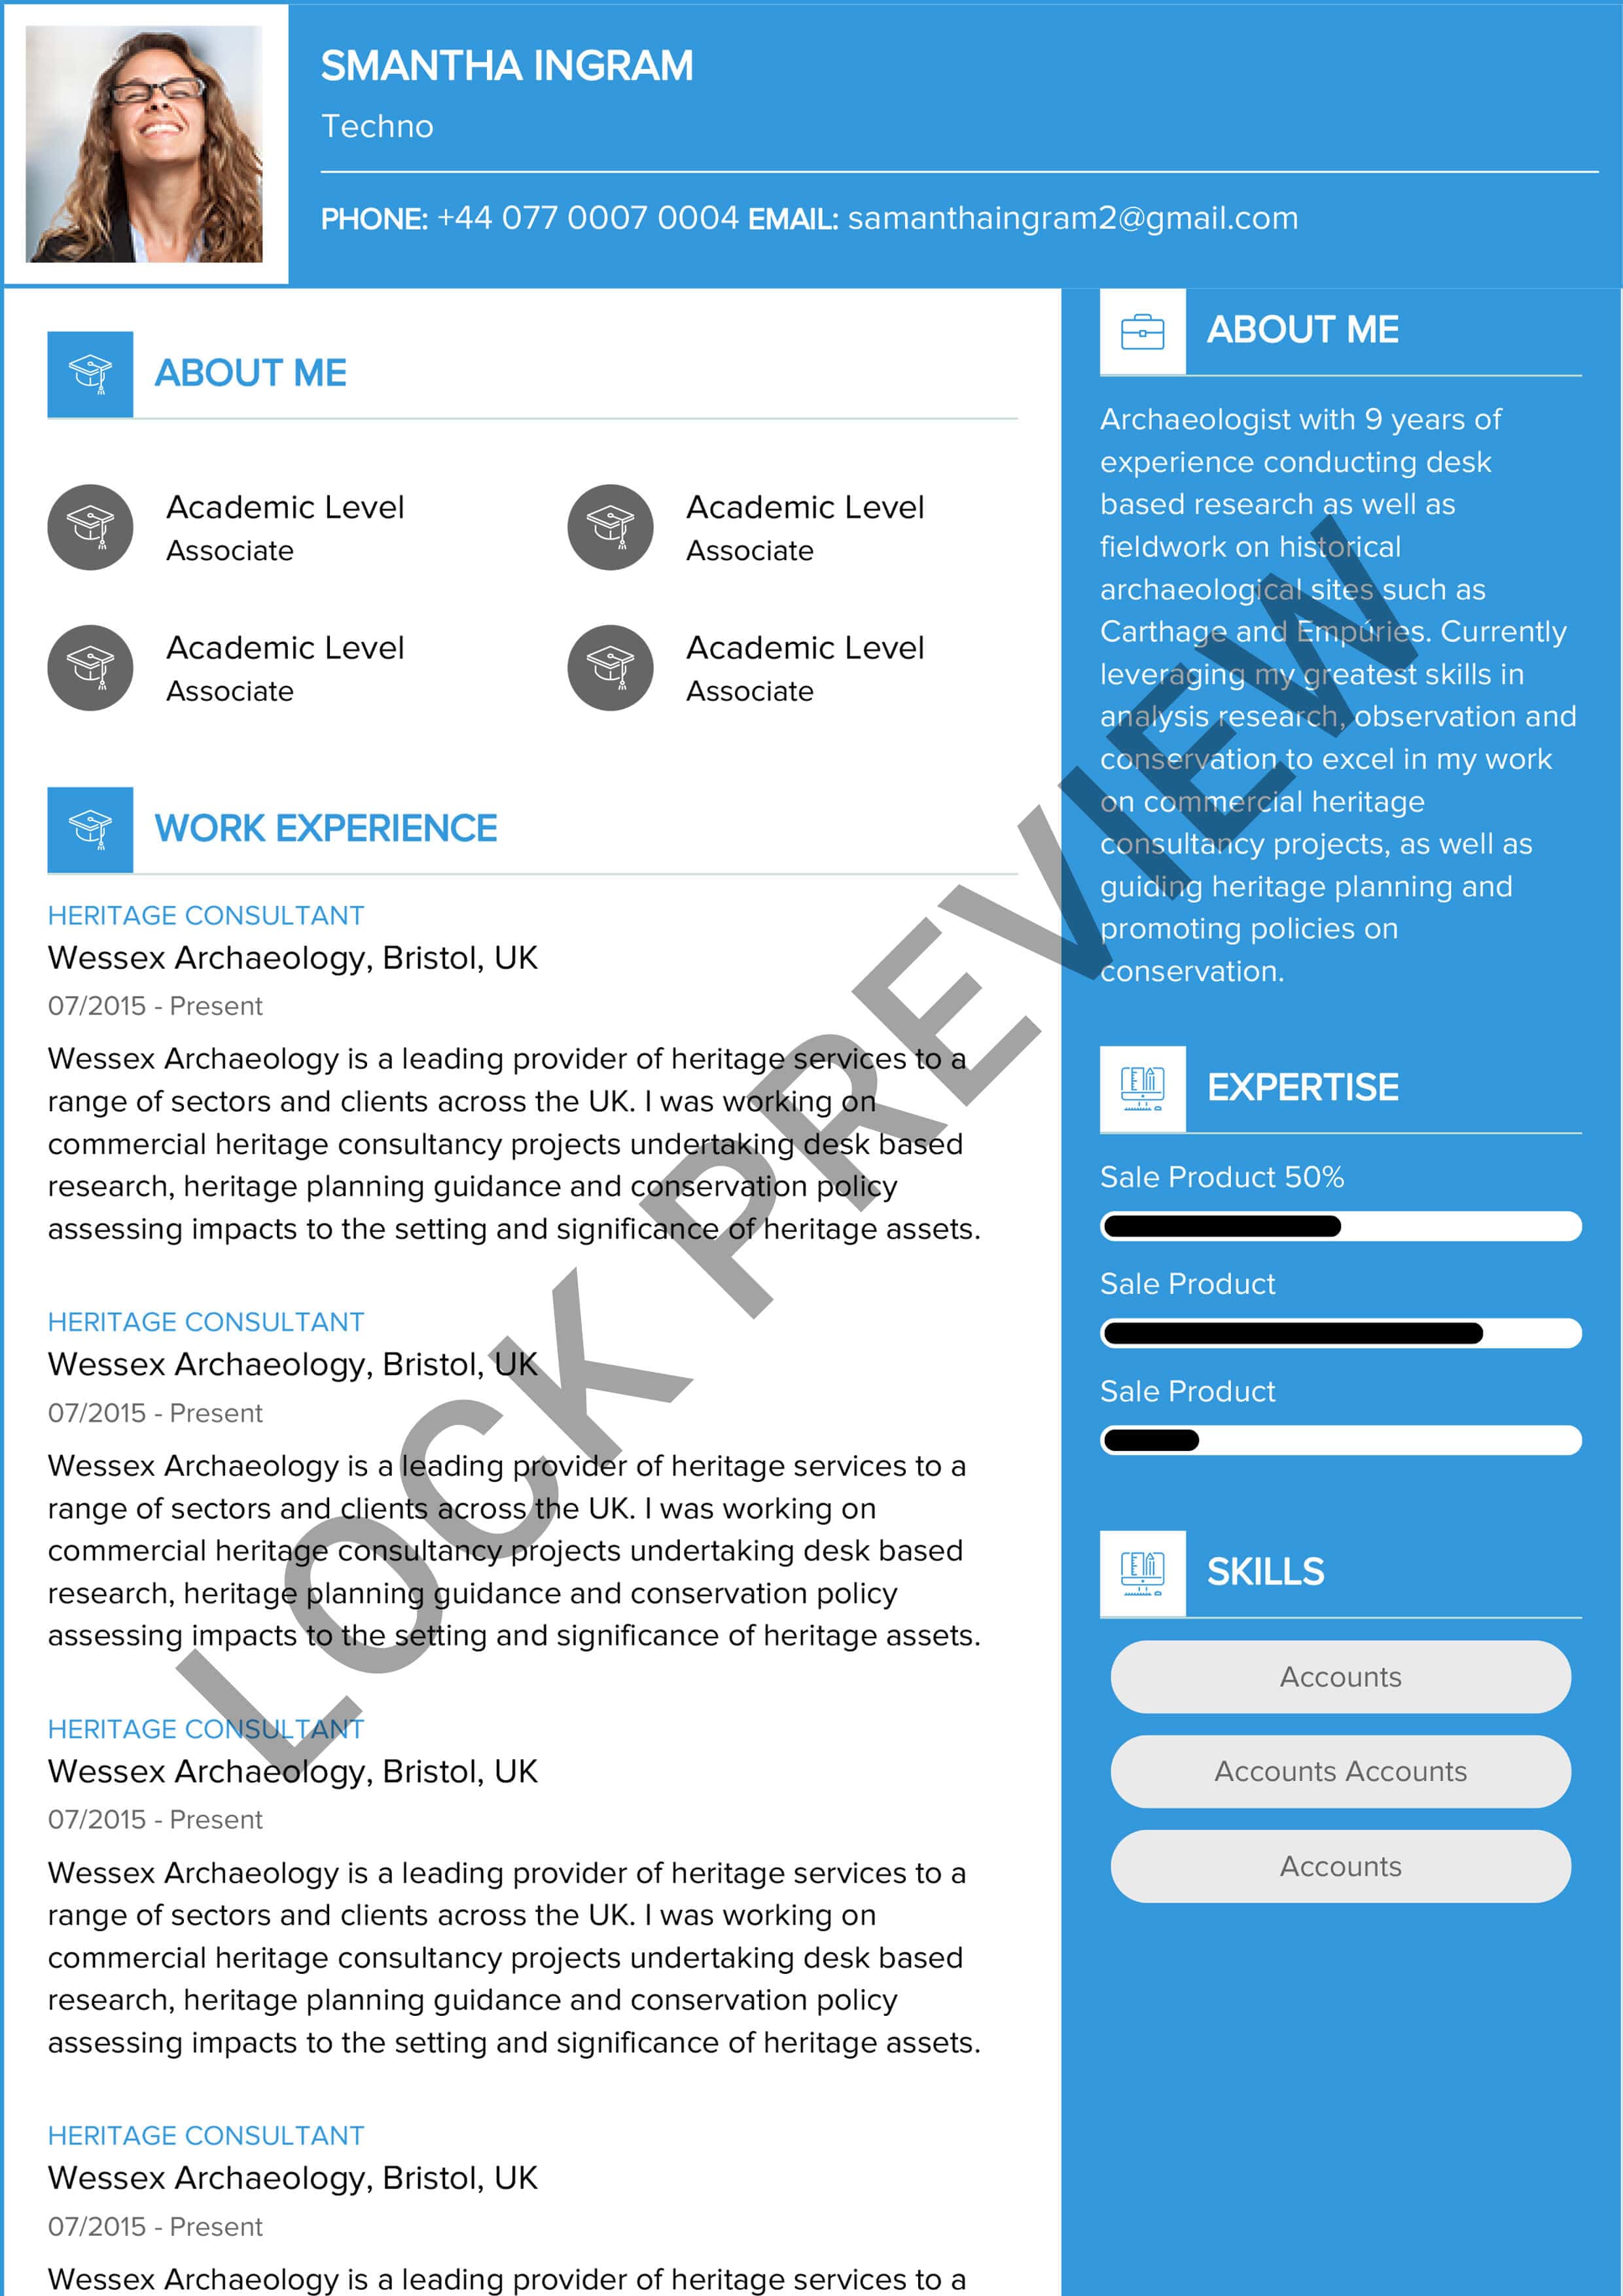 SMANTHA INGRAM
Techno
PHONE: +44 077 0007 0004 EMAIL: samanthaingram2@gmail.com
ABOUT ME
Academic Level
Associate
Academic Level
Associate
Academic Level
Associate
Academic Level
Associate
WORK EXPERIENCE
HERITAGE CONSULTANT
Wessex Archaeology, Bristol, UK
07/2015 - Present
Wessex Archaeology is a leading provider of heritage services to a
range of sectors and clients across the UK. I was working on
commercial heritage consultancy projects undertaking desk based
research, heritage planning guidance and conservation policy
assessing impacts to the setting and significance of heritage assets.
HERITAGE CONSULTANT
Wessex Archaeology, Bristol, UK
07/2015 - Present
Wessex Archaeology is a leading provider of heritage services to a
range of sectors and clients across the UK. I was working on
commercial heritage consultancy projects undertaking desk based
research, heritage planning guidance and conservation policy
assessing impacts to the setting and significance of heritage assets.
HERITAGE CONSULTANT
Wessex Archaeology, Bristol, UK
07/2015 - Present
Wessex Archaeology is a leading provider of heritage services to a
range of sectors and clients across the UK. I was working on
commercial heritage consultancy projects undertaking desk based
research, heritage planning guidance and conservation policy
assessing impacts to the setting and significance of heritage assets.
HERITAGE CONSULTANT
Wessex Archaeology, Bristol, UK
07/2015 - Present
Wessex Archaeology is a leading provider of heritage services to a
ABOUT ME
Archaeologist with 9 years of
experience conducting desk
based research as well as
fieldwork on historical
archaeological sites such as
Carthage and Empúries. Currently
leveraging my greatest skills in
analysis research, observation and
conservation to excel in my work
on commercial heritage
consultancy projects, as well as
guiding heritage planning and
promoting policies on
conservation.
EXPERTISE
Sale Product 50%
Sale Product
Sale Product
SKILLS
Accounts
Accounts Accounts
Accounts
LOCK PREVIEW